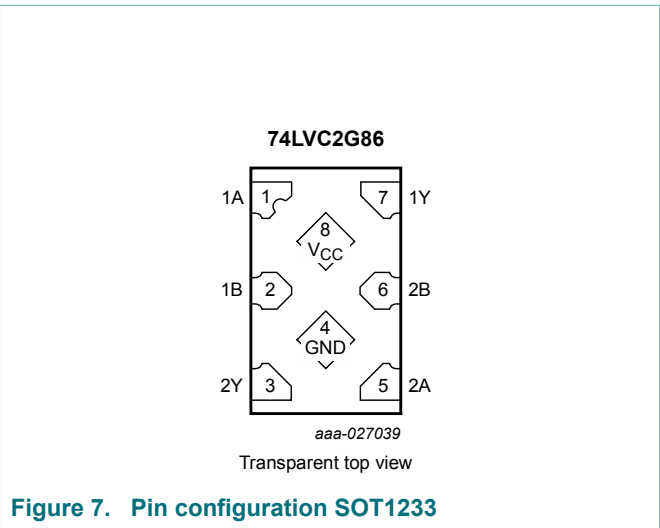 74LVC2G86
1A 1 7 1Y
8
VCC
1B 2 6 2B
4
GND
2Y 3 5 2A
aaa-027039
Transparent top view
Figure 7. Pin configuration SOT1233